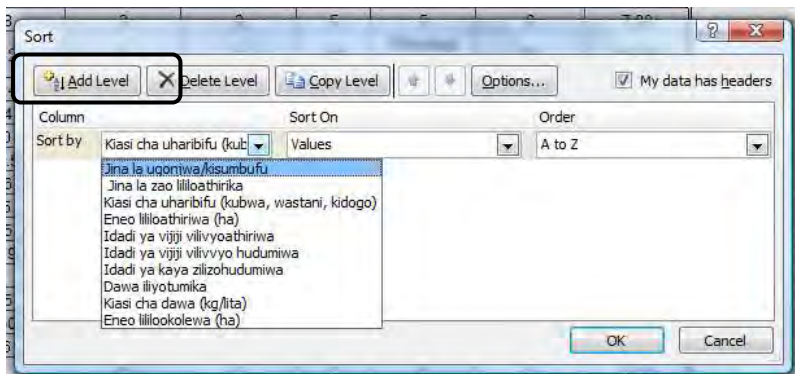 Sort
Add Level Delete Level Copy Level Options... My data has headers
Column Sort On Order
Sort by Kiasi cha uharibifu (kub Values A to Z
Jina la ugonjwa/kisumbufu
Jina la zao lililoathirika
Kiasi cha uharibifu (kubwa, wastani, kidogo)
Eneo lililoathiriwa (ha)
Idadi ya vijiji vilivyoathiriwa
Idadi ya vijiji vilivvyo hudumiwa
Idadi ya kaya zilizohudumiwa
Dawa iliyotumika
Kiasi cha dawa (kg/lita)
Eneo lililookolewa (ha)
OK Cancel